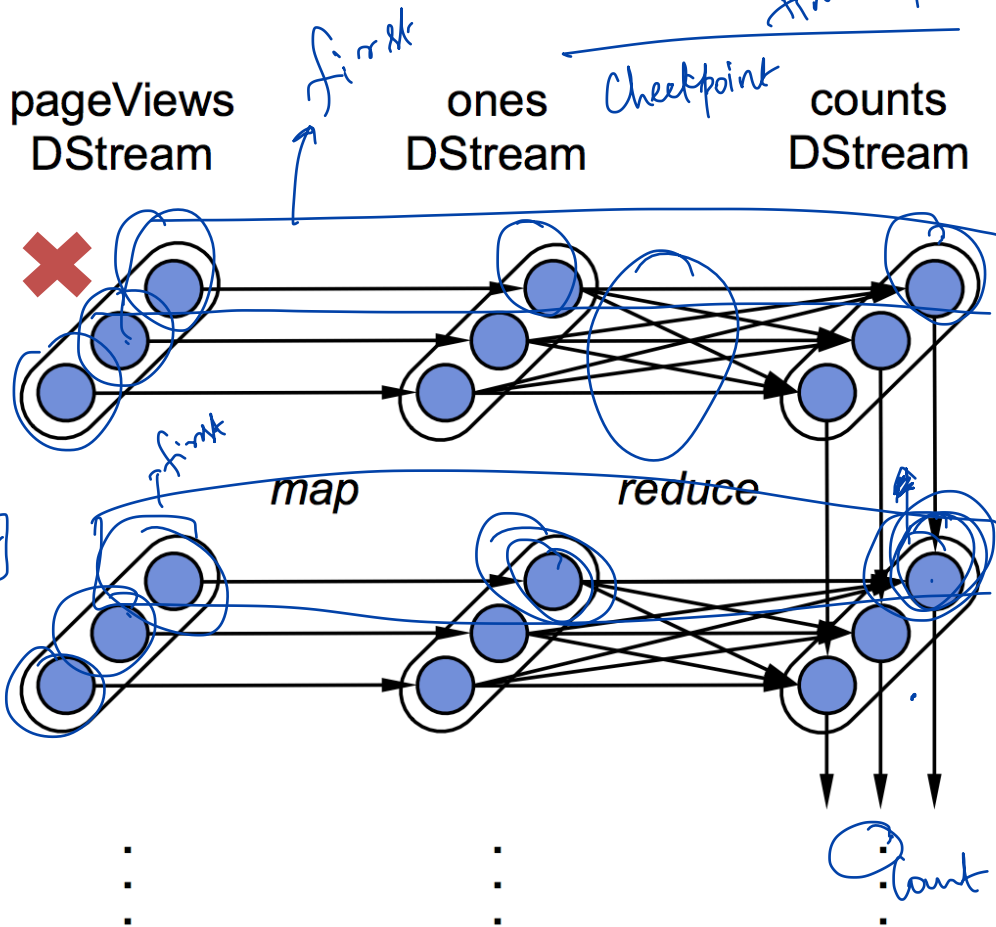 first
Checkpoint
pageViews
DStream
ones
DStream
counts
DStream
first
map
reduce
Count